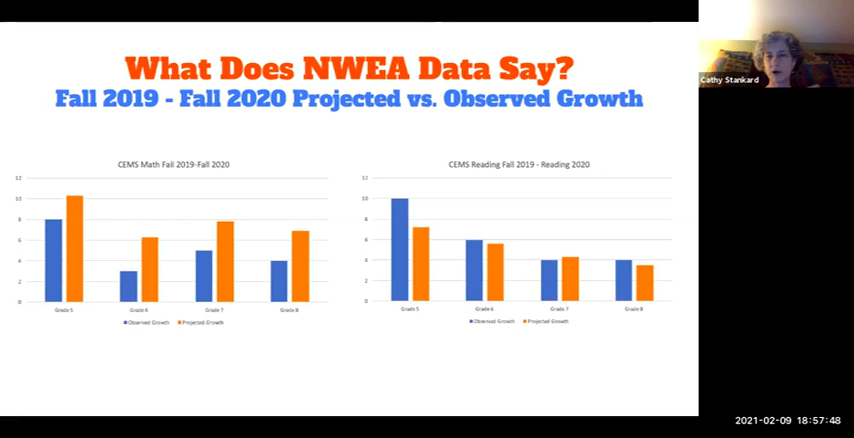 What Does NWEA Data Say?
Fall 2019 - Fall 2020 Projected vs. Observed Growth
CEMS Math Fall 2019-Fall 2020
12
10
8
6
4
2
0
Grade 5 Grade 6 Grade 7 Grade 8
Observed Growth Projected Growth
CEMS Reading Fall 2019 - Reading 2020
12
10
8
6
4
2
0
Grade 5 Grade 6 Grade 7 Grade 8
Observed Growth Projected Growth
Cathy Stankard
2021-02-09 18:57:48